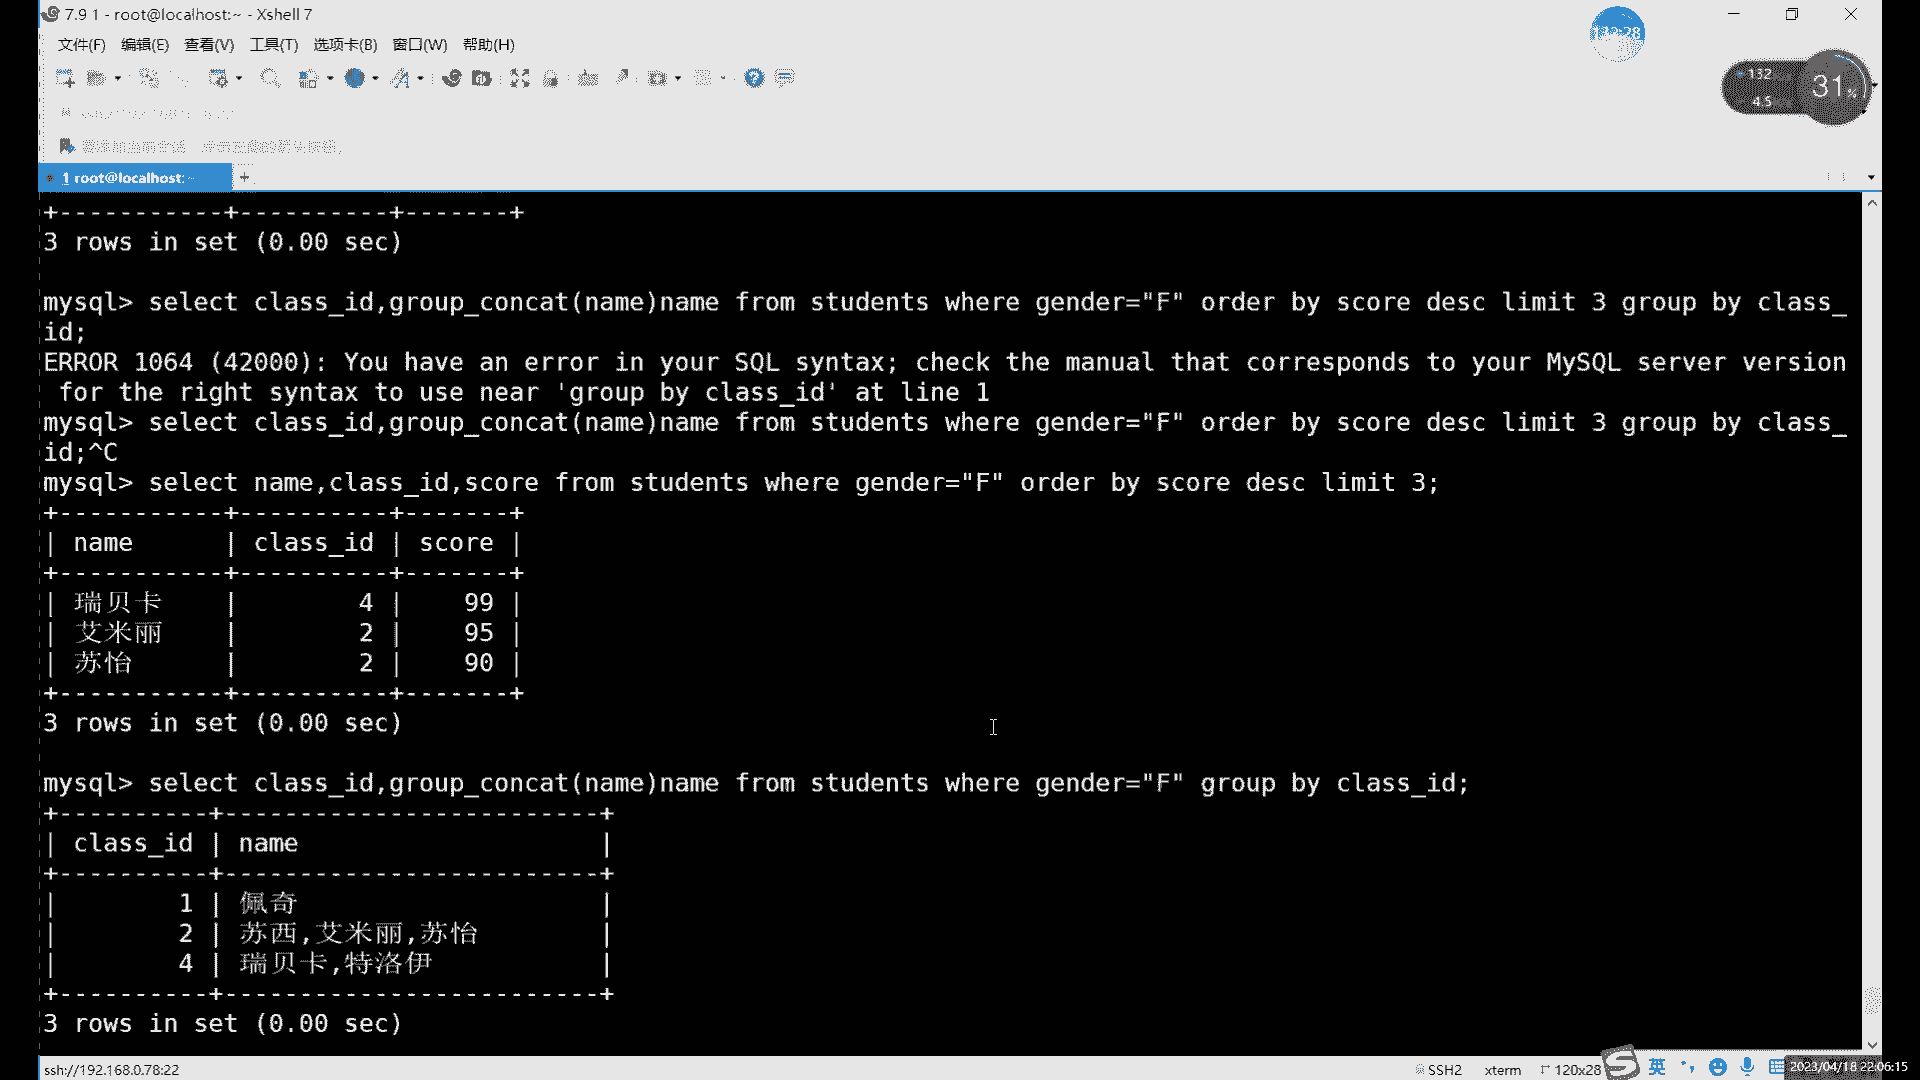 7.9 1 - root@localhost:~ - Xshell 7
文件(F) 编辑(E) 查看(V) 工具(T) 选项卡(B) 窗口(W) 帮助(H)
132
4.5
31%
1 root@localhost:~
+
+-----------+----------+-------+
3 rows in set (0.00 sec)
mysql> select class_id,group_concat(name)name from students where gender="F" order by score desc limit 3 group by class_
id;
ERROR 1064 (42000): You have an error in your SQL syntax; check the manual that corresponds to your MySQL server version
for the right syntax to use near 'group by class_id' at line 1
mysql> select class_id,group_concat(name)name from students where gender="F" order by score desc limit 3 group by class_
id;^C
mysql> select name,class_id,score from students where gender="F" order by score desc limit 3;
+-----------+----------+-------+
| name      | class_id | score |
+-----------+----------+-------+
| 瑞贝卡    |        4 |    99 |
| 艾米丽    |        2 |    95 |
| 苏怡      |        2 |    90 |
+-----------+----------+-------+
3 rows in set (0.00 sec)
mysql> select class_id,group_concat(name)name from students where gender="F" group by class_id;
+----------+-------------------------+
| class_id | name                    |
+----------+-------------------------+
|        1 | 佩奇                    |
|        2 | 苏西,艾米丽,苏怡        |
|        4 | 瑞贝卡,特洛伊           |
+----------+-------------------------+
3 rows in set (0.00 sec)
ssh://192.168.0.78:22 SSH2 xterm 120x28 英 2023/04/18 22:06:15